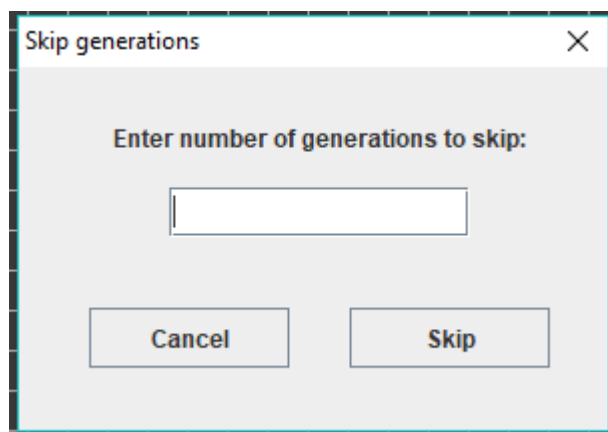 Skip generations
Enter number of generations to skip:
Cancel
Skip